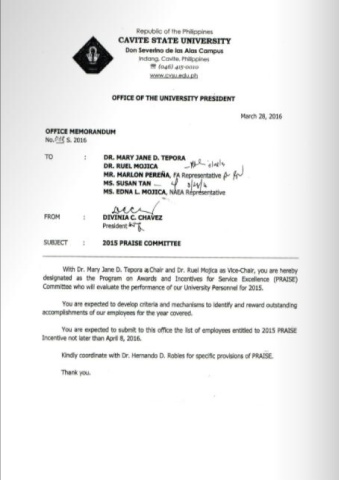 Republic of the Philippines
CAVITE STATE UNIVERSITY
Don Severino de las Alas Campus
Indang, Cavite, Philippines
www.cvsu.edu.ph
OFFICE OF THE UNIVERSITY PRESIDENT
March 28, 2016
OFFICE MEMORANDUM
No. S. 2016
TO : DR. MARY JANE D. TEPORA
DR. RUEL MOJICA
MR. MARLON PEREÑA, FA Representative
MS. SUSAN TAN
MS. EDNA L. MOJICA, NAEA Representative
FROM : DIVINIA C. CHAVEZ
President
SUBJECT : 2015 PRAISE COMMITTEE
With Dr. Mary Jane D. Tepora as Chair and Dr. Ruel Mojica as Vice-Chair, you are hereby
designated as the Program on Awards and Incentives for Service Excellence (PRAISE)
Committee who will evaluate the performance of our University Personnel for 2015.
You are expected to develop criteria and mechanisms to identify and reward outstanding
accomplishments of our employees for the year covered.
You are expected to submit to this office the list of employees entitled to 2015 PRAISE
Incentive not later than April 8, 2016.
Kindly coordinate with Dr. Hernando D. Robles for specific provisions of PRAISE.
Thank you.